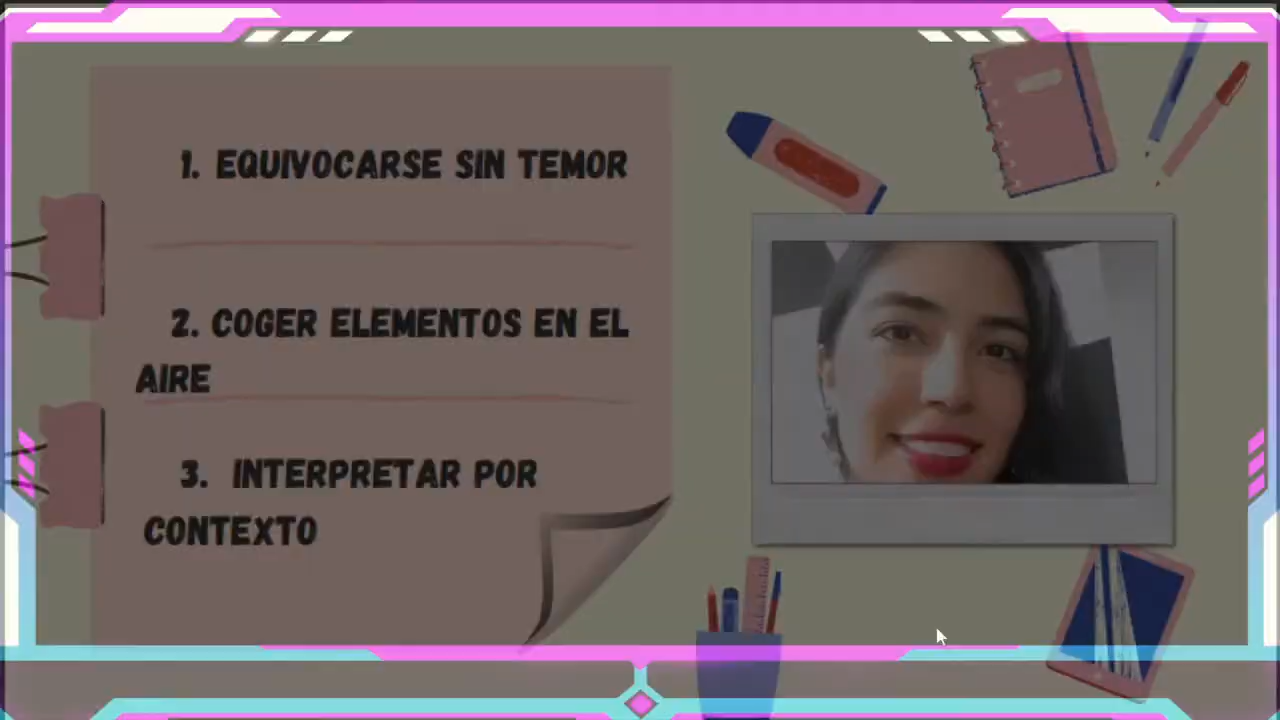 1. EQUIVOCARSE SIN TEMOR
2. COGER ELEMENTOS EN EL
AIRE
3. INTERPRETAR POR
CONTEXTO